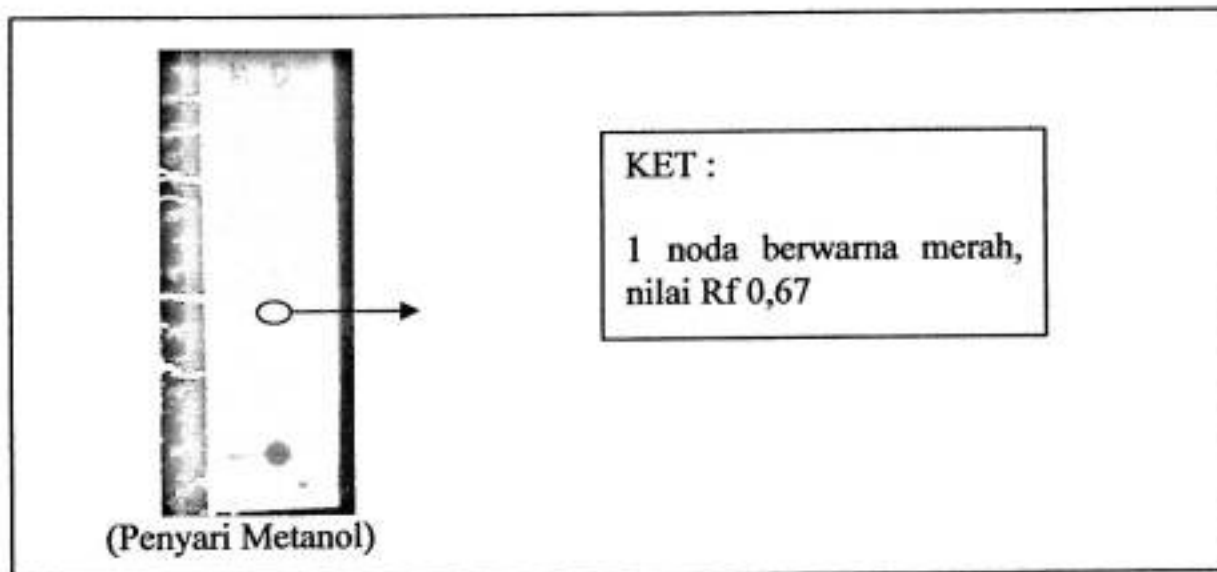 KET :
1 noda berwarna merah,
nilai Rf 0,67
(Penyari Metanol)